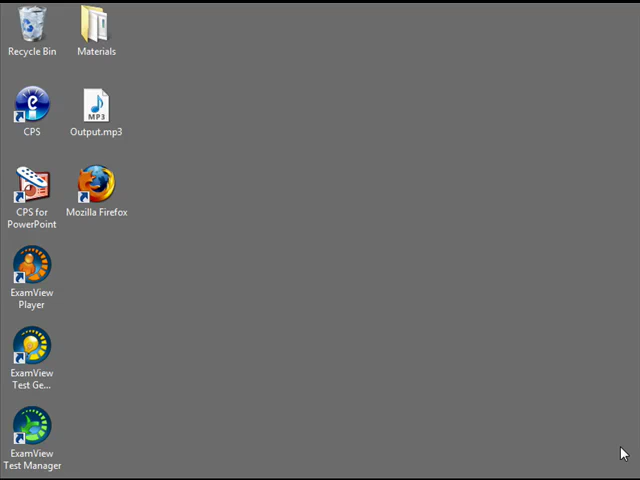 Recycle Bin
Materials
CPS
MP3
Output.mp3
CPS for
PowerPoint
Mozilla Firefox
ExamView
Player
ExamView
Test Ge...
ExamView
Test Manager